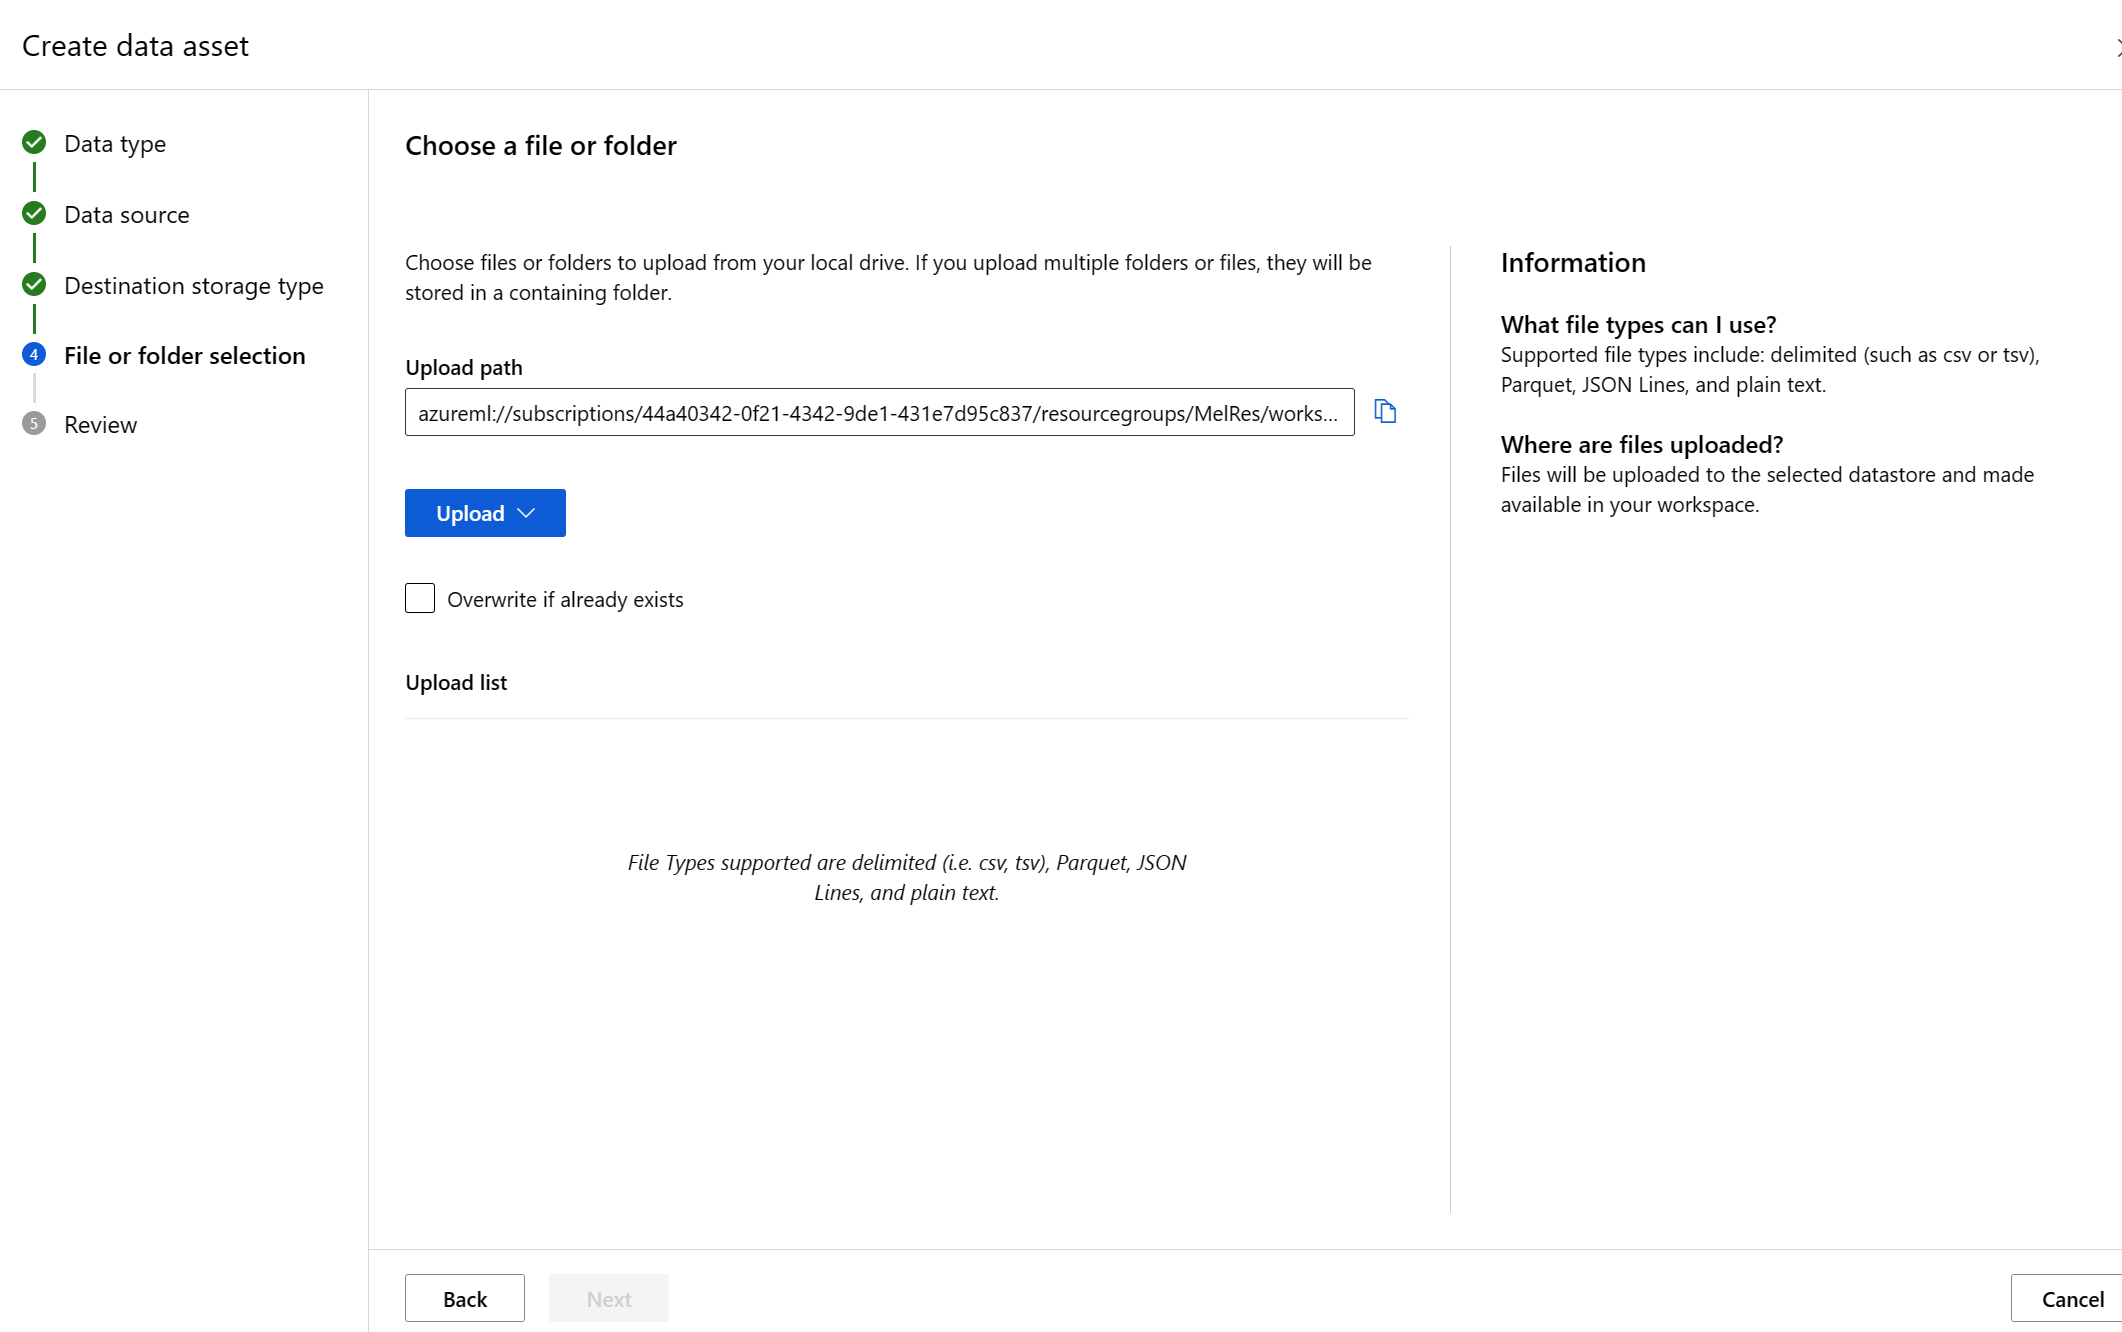 Create data asset
Data type
Data source
Destination storage type
4 File or folder selection
5 Review
Choose a file or folder
Choose files or folders to upload from your local drive. If you upload multiple folders or files, they will be
stored in a containing folder.
Upload path
azureml://subscriptions/44a40342-0f21-4342-9de1-431e7d95c837/resourcegroups/MelRes/works...
Upload
Overwrite if already exists
Upload list
File Types supported are delimited (i.e. csv, tsv), Parquet, JSON
Lines, and plain text.
Information
What file types can I use?
Supported file types include: delimited (such as csv or tsv),
Parquet, JSON Lines, and plain text.
Where are files uploaded?
Files will be uploaded to the selected datastore and made
available in your workspace.
Back
Next
Cancel